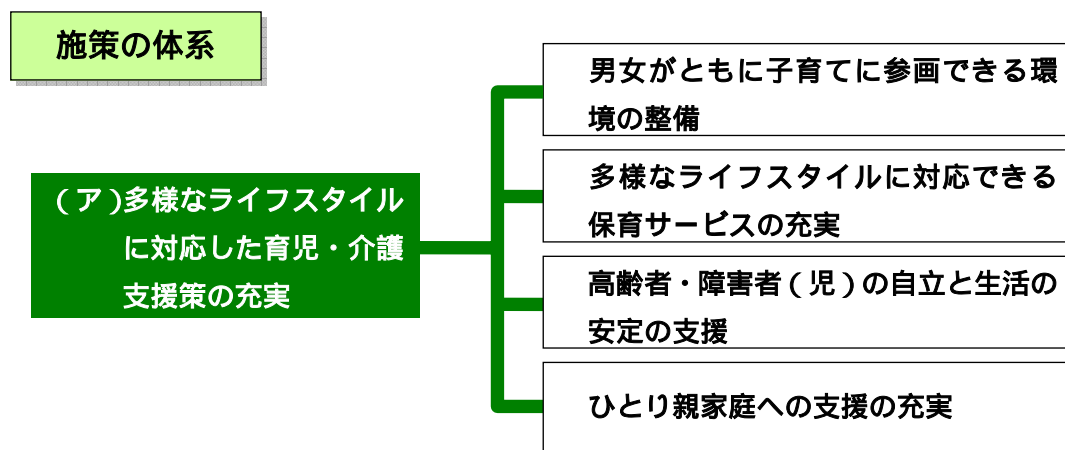 施策の体系
(ア)多様なライフスタイル
に対応した育児・介護
支援策の充実
男女がともに子育てに参画できる環
境の整備
多様なライフスタイルに対応できる
保育サービスの充実
高齢者・障害者(児)の自立と生活の
安定の支援
ひとり親家庭への支援の充実